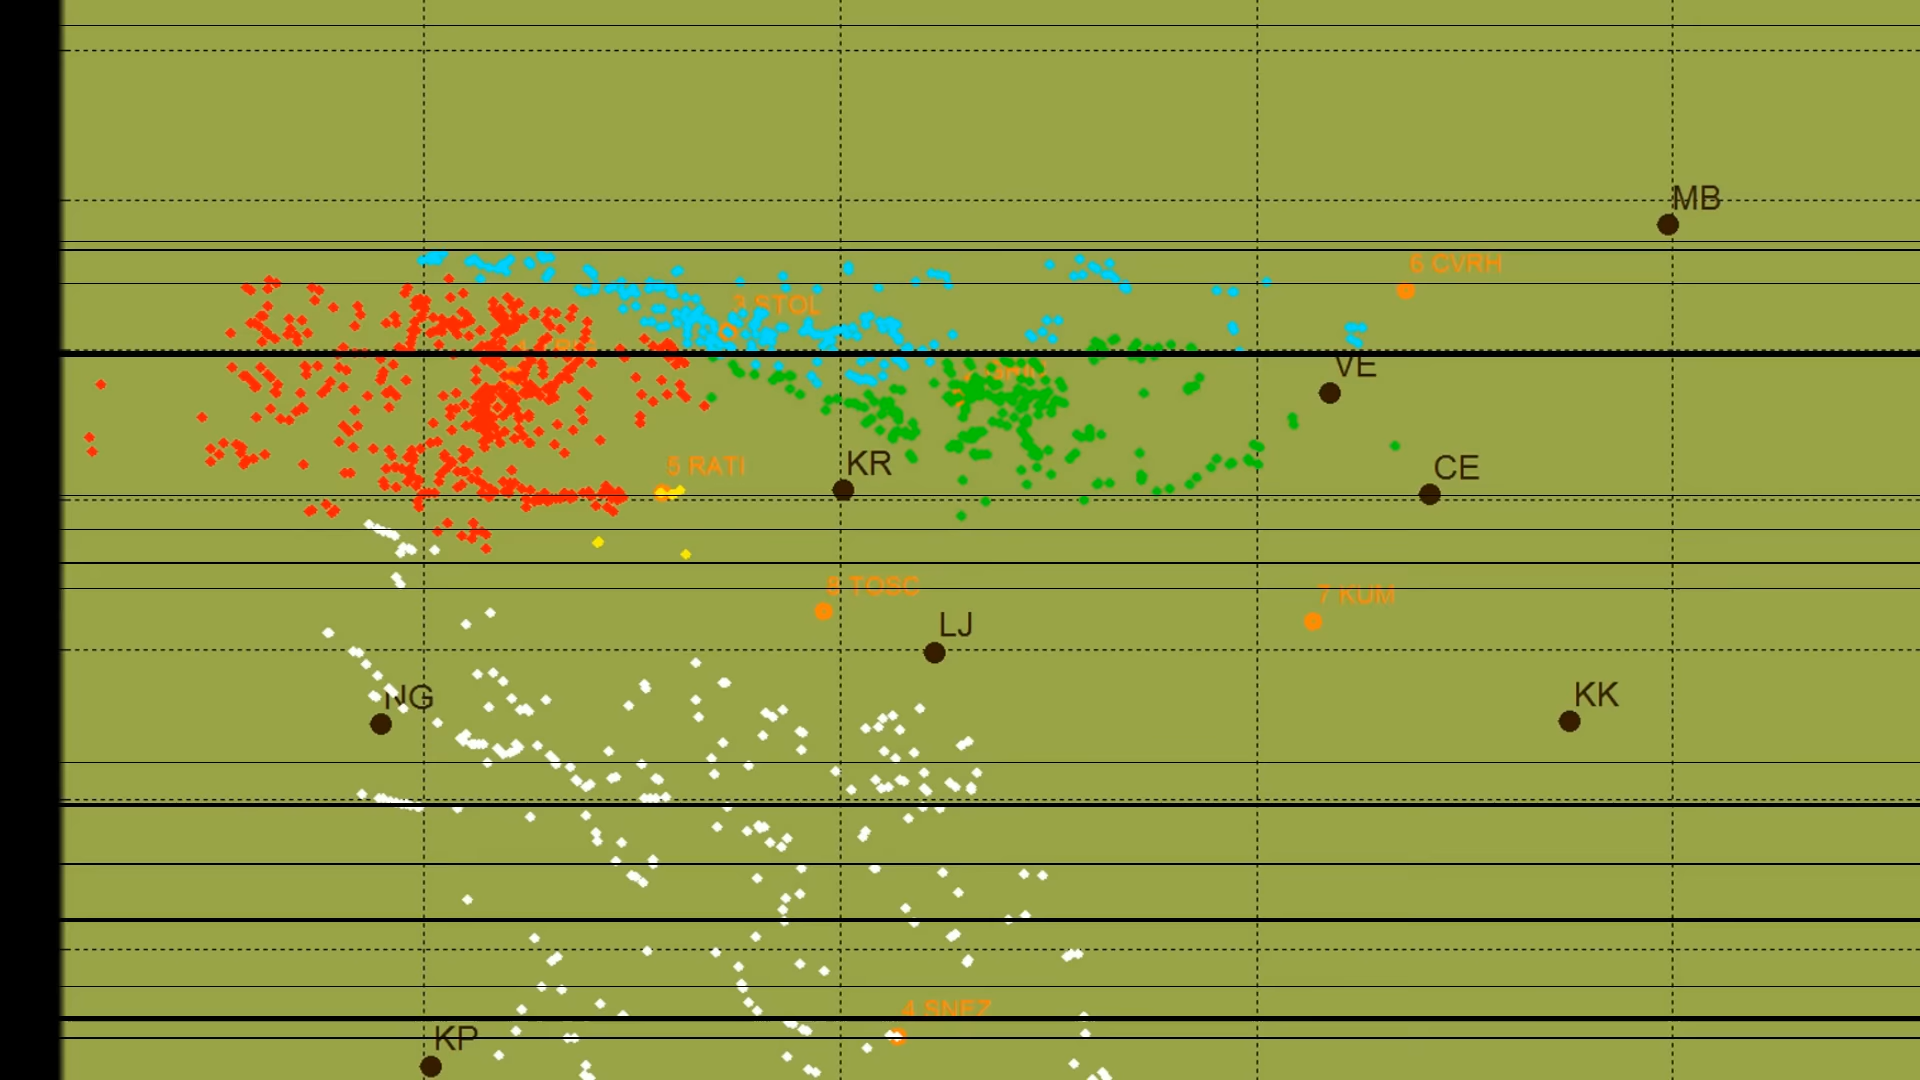 MB
6 CVRH
3 STOL
VE
KR
5 RATI
CE
8 TOSC
7 KUM
LJ
NG
KK
4 SNEZ
KP